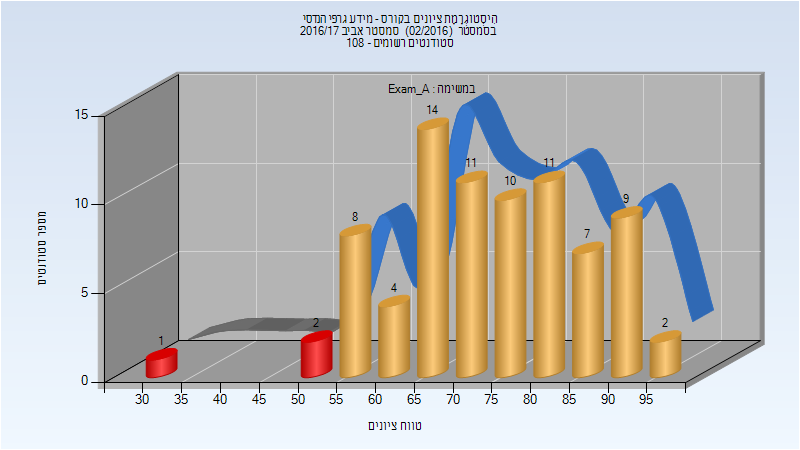 היסטוגרמת ציונים בקורס - מידע גרפי תנדסי
בסמסטר (02/2016) סמסטר אביב 2016/17
סטודנטים רשומים - 108
במשימה : Exam_A
מספר סטודנטים
15
10
5
0
1
2
8
4
14
11
10
11
7
9
2
30 35 40 45 50 55 60 65 70 75 80 85 90 95
טווח ציונים